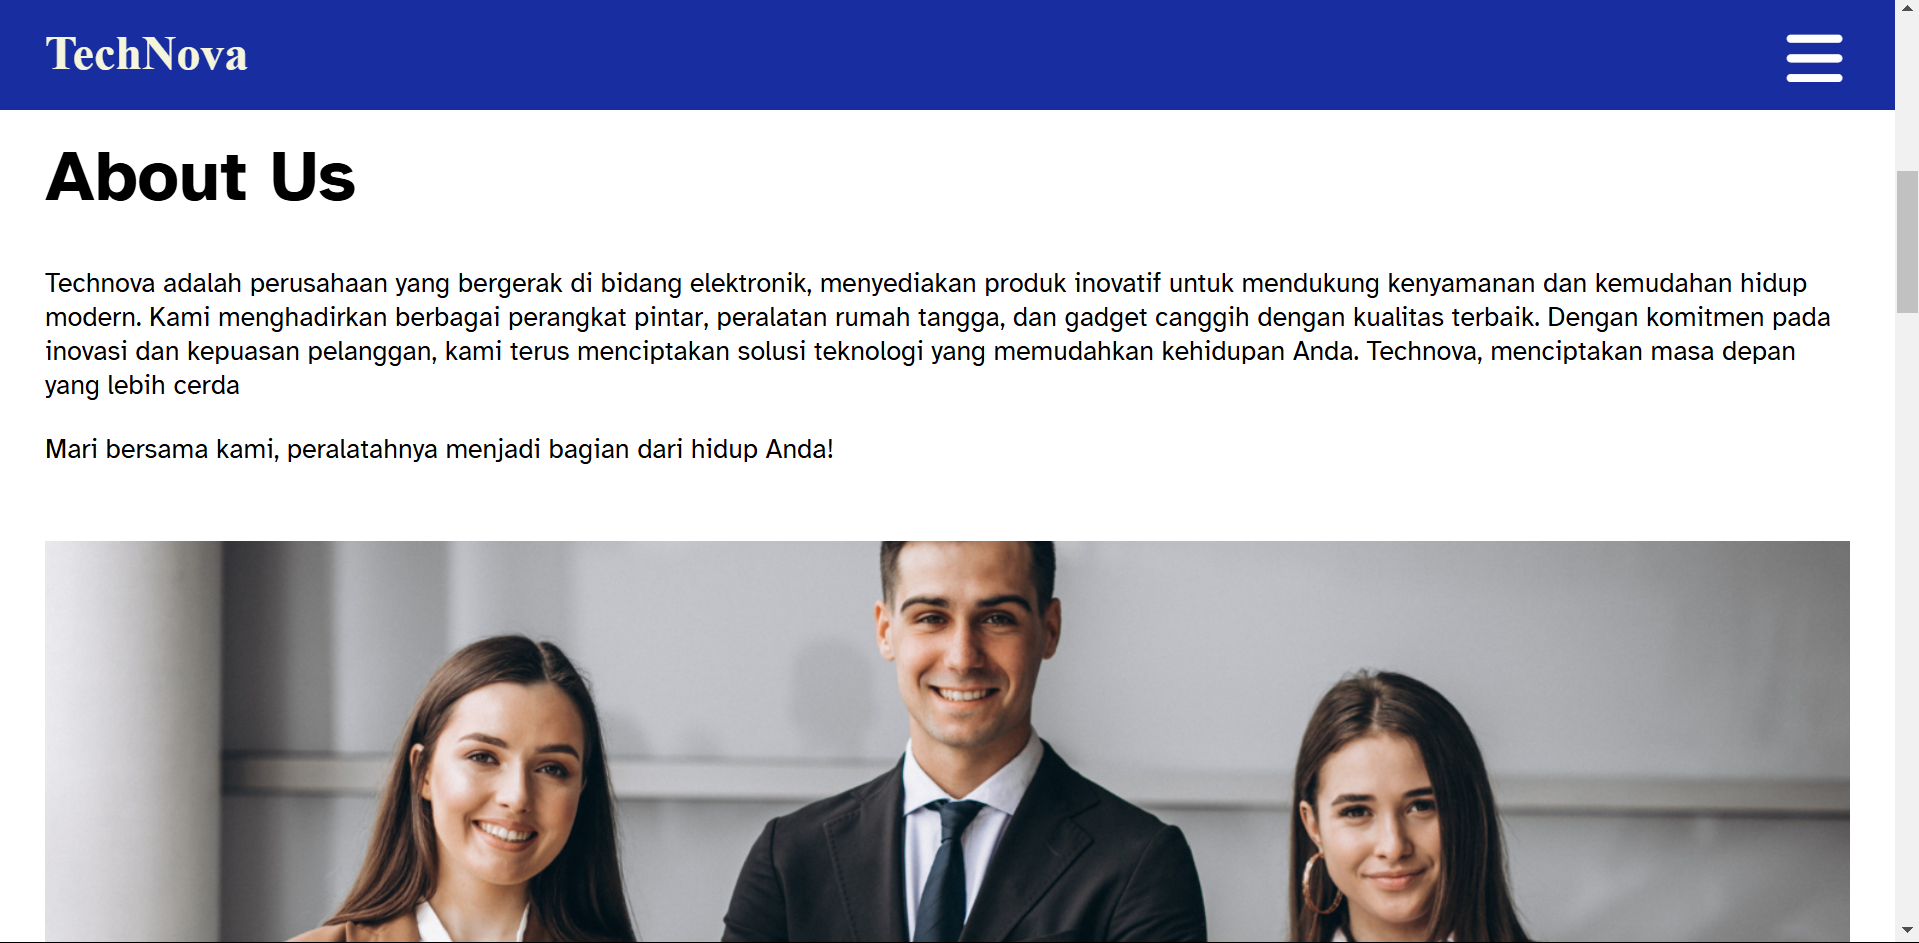 TechNova
About Us
Technova adalah perusahaan yang bergerak di bidang elektronik, menyediakan produk inovatif untuk mendukung kenyamanan dan kemudahan hidup
modern. Kami menghadirkan berbagai perangkat pintar, peralatan rumah tangga, dan gadget canggih dengan kualitas terbaik. Dengan komitmen pada
inovasi dan kepuasan pelanggan, kami terus menciptakan solusi teknologi yang memudahkan kehidupan Anda. Technova, menciptakan masa depan
yang lebih cerda
Mari bersama kami, peralatahnya menjadi bagian dari hidup Anda!